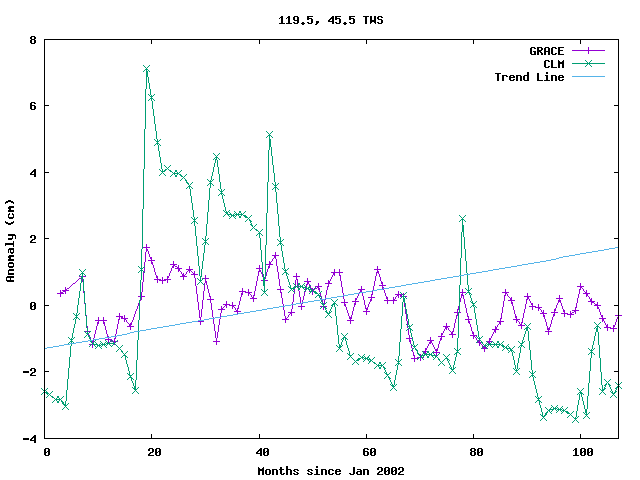 119.5, 45.5 TWS
GRACE
CLM
Trend Line
8
6
4
2
0
-2
-4
Anomaly (cm)
0 20 40 60 80 100
Months since Jan 2002